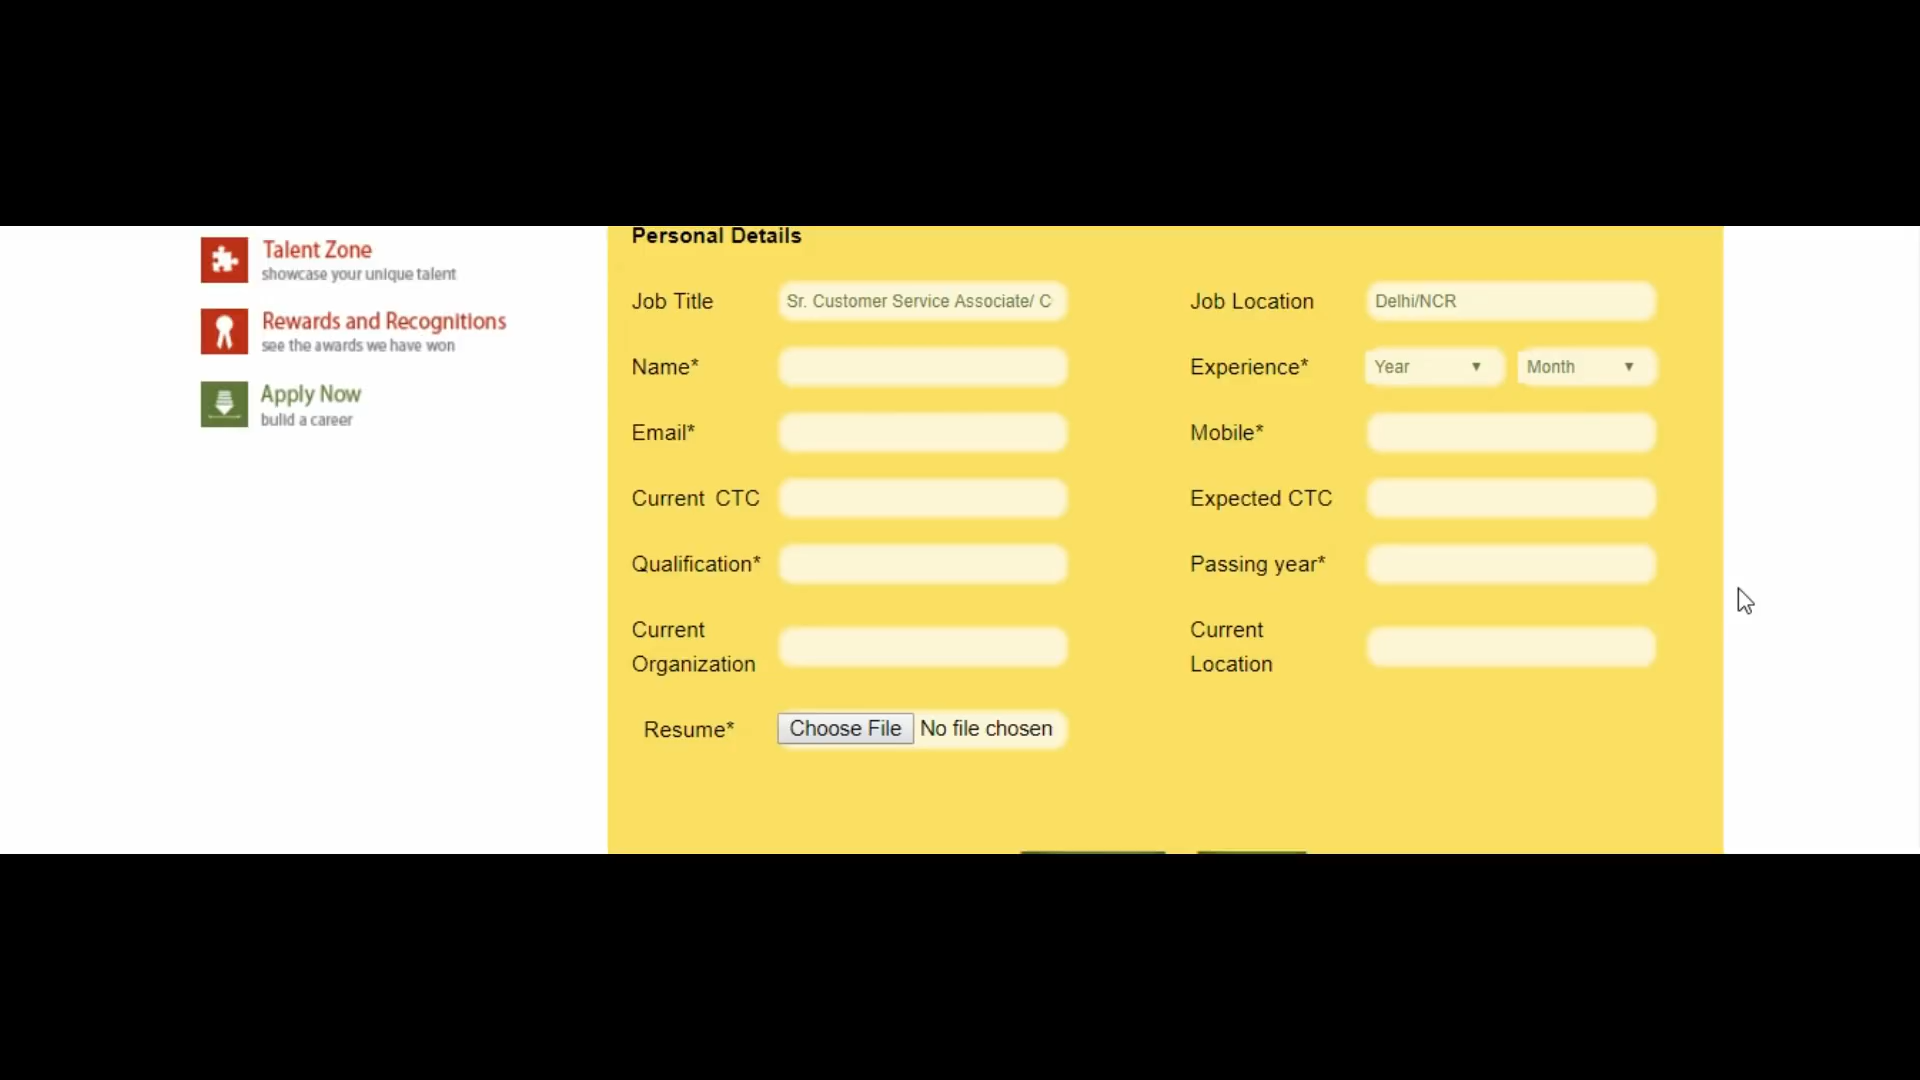 Talent Zone
showcase your unique talent
Rewards and Recognitions
see the awards we have won
Apply Now
bulid a career
Personal Details
Job Title Sr. Customer Service Associate/ C Job Location Delhi/NCR
Name* Experience* Year Month
Email* Mobile*
Current CTC Expected CTC
Qualification* Passing year*
Current Organization Current Location
Resume* Choose File No file chosen